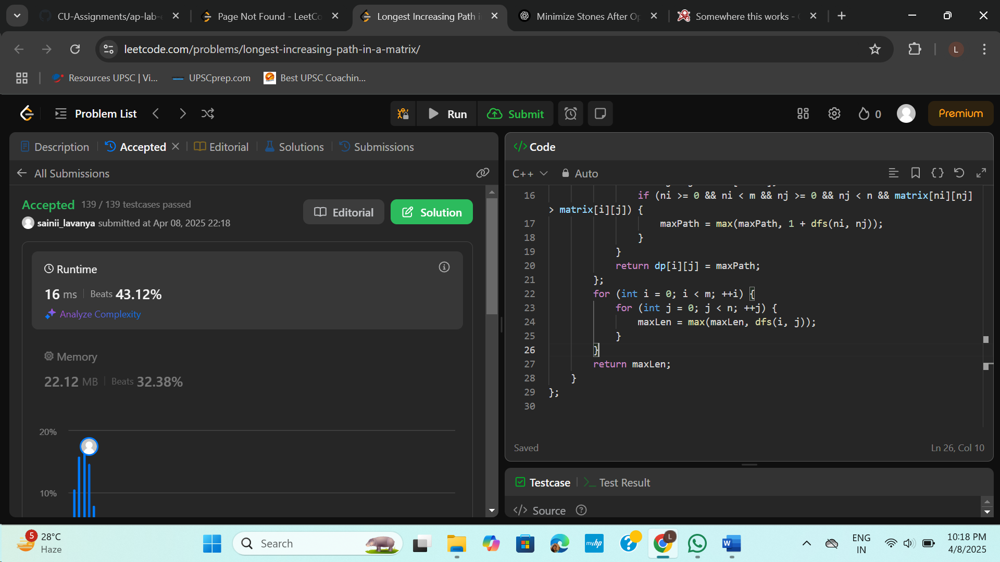 CU-Assignments/ap-lab-
Page Not Found - LeetCo
Longest Increasing Path i
Minimize Stones After Op
Somewhere this works -
leetcode.com/problems/longest-increasing-path-in-a-matrix/
L
Resources UPSC | Vi...
UPSCprep.com
Best UPSC Coachin...
Problem List
Run
Submit
0
Premium
Description
Accepted
Editorial
Solutions
Submissions
All Submissions
Accepted 139 / 139 testcases passed
sainii_lavanya submitted at Apr 08, 2025 22:18
Editorial
Solution
Runtime
16 ms Beats 43.12%
Analyze Complexity
Memory
22.12 MB Beats 32.38%
20%
10%
</> Code
C++
Auto
16 if (ni >= 0 && ni < m && nj >= 0 && nj < n && matrix[ni][nj]
> matrix[i][j]) {
17 maxPath = max(maxPath, 1 + dfs(ni, nj));
18 }
19 }
20 return dp[i][j] = maxPath;
21 };
22 for (int i = 0; i < m; ++i) {
23 for (int j = 0; j < n; ++j) {
24 maxLen = max(maxLen, dfs(i, j));
25 }
26 }
27 return maxLen;
28 }
29 };
30
Saved
Ln 26, Col 10
Testcase
Test Result
</> Source
5
28°C
Haze
Search
myhp
L
W
ENG
IN
10:18 PM
4/8/2025